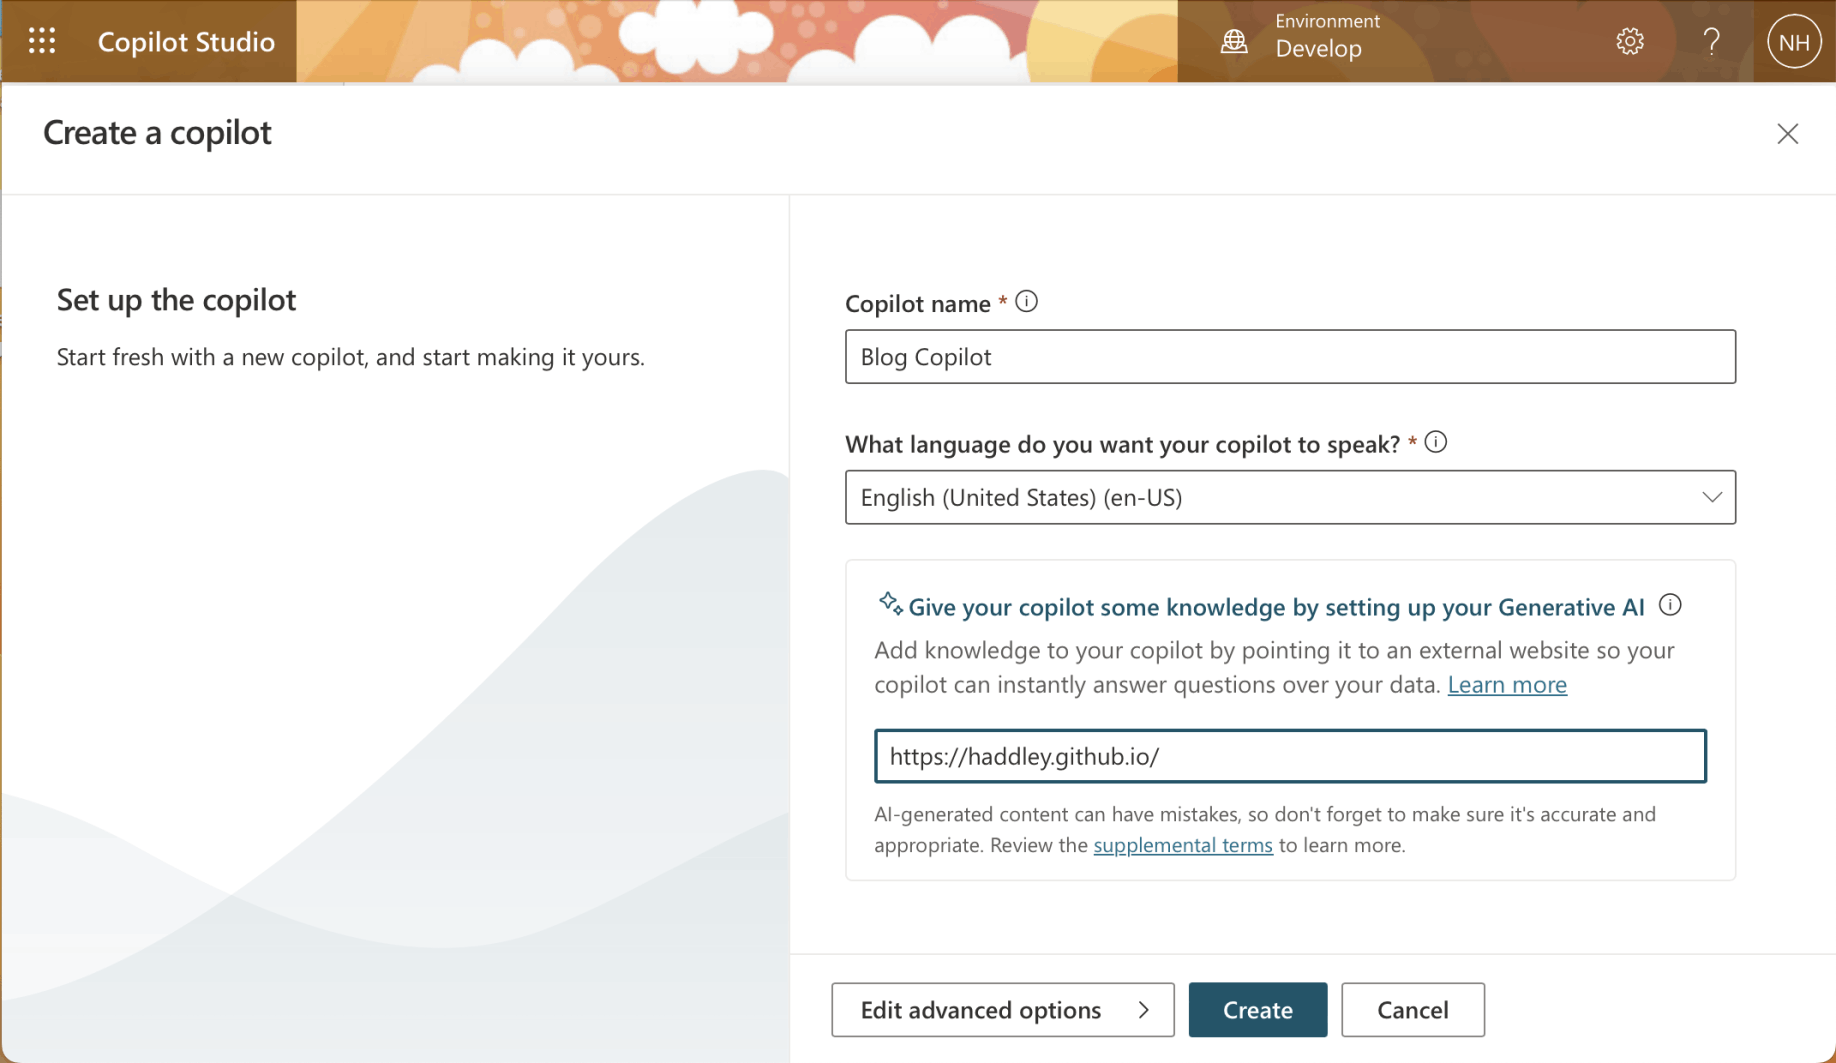 Copilot Studio
Environment
Develop
?
NH
Create a copilot
Set up the copilot
Start fresh with a new copilot, and start making it yours.
Copilot name *
Blog Copilot
What language do you want your copilot to speak? *
English (United States) (en-US)
Give your copilot some knowledge by setting up your Generative AI
Add knowledge to your copilot by pointing it to an external website so your
copilot can instantly answer questions over your data. Learn more
https://haddley.github.io/
AI-generated content can have mistakes, so don't forget to make sure it's accurate and
appropriate. Review the supplemental terms to learn more.
Edit advanced options
Create
Cancel